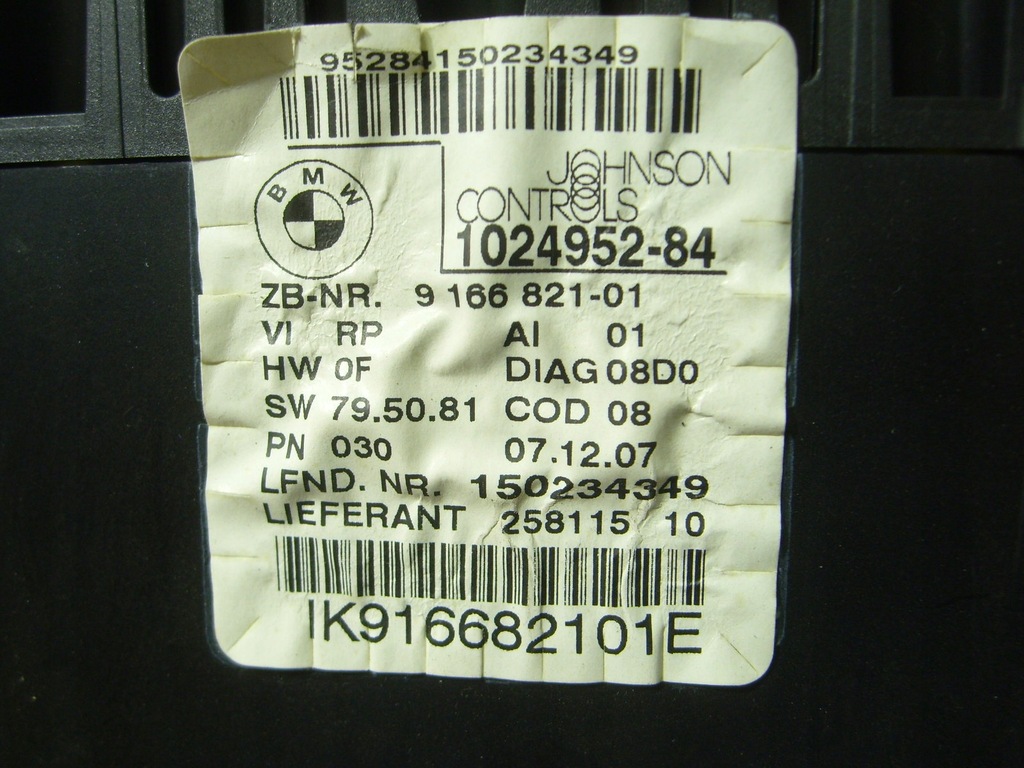 95284150234349
BMW
JOHNSON
CONTROLS
1024952-84
ZB-NR. 9 166 821-01
VI RP AI 01
HW 0F DIAG 08D0
SW 79.50.81 COD 08
PN 030 07.12.07
LFND. NR. 150234349
LIEFERANT 258115 10
IK916682101E